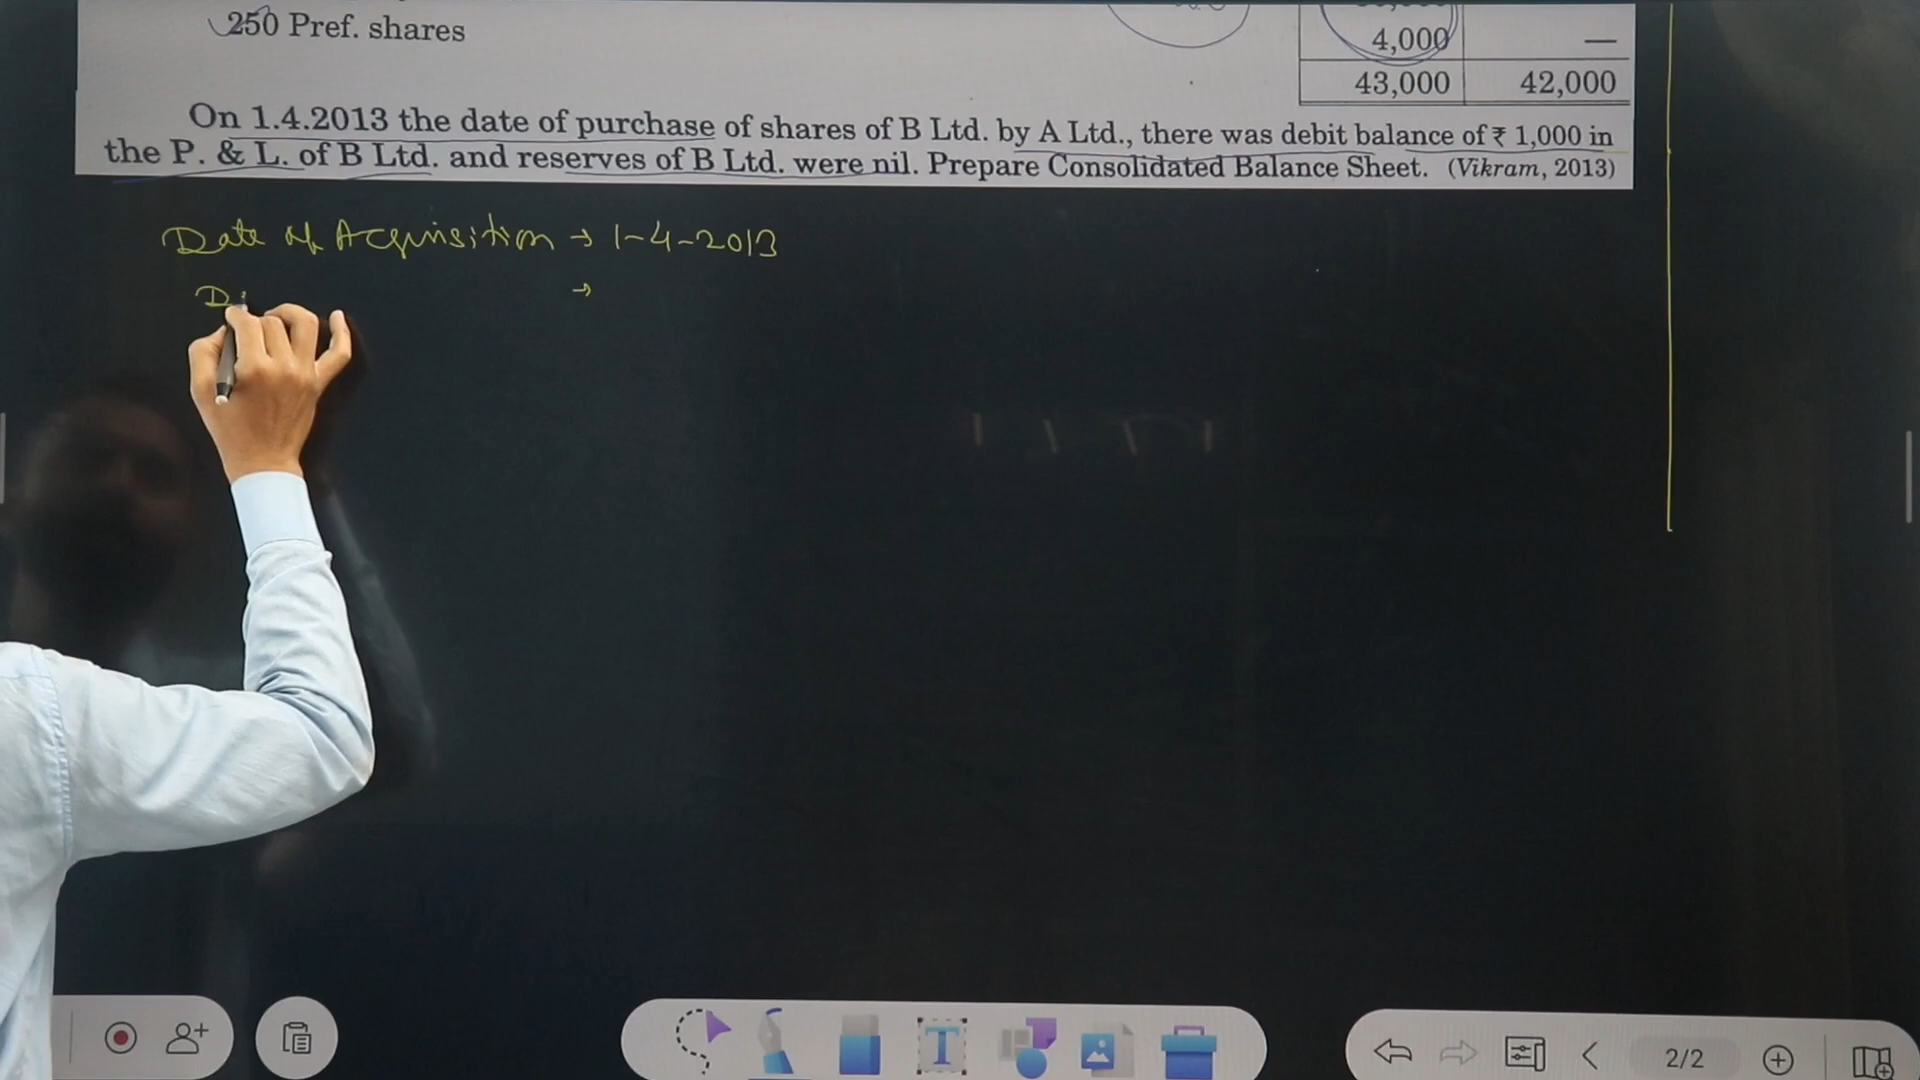 250 Pref. shares
4,000 —
43,000 42,000
On 1.4.2013 the date of purchase of shares of B Ltd. by A Ltd., there was debit balance of ₹ 1,000 in
the P. & L. of B Ltd. and reserves of B Ltd. were nil. Prepare Consolidated Balance Sheet. (Vikram, 2013)
Date of Acquisition → 1-4-2013
→
T
2/2